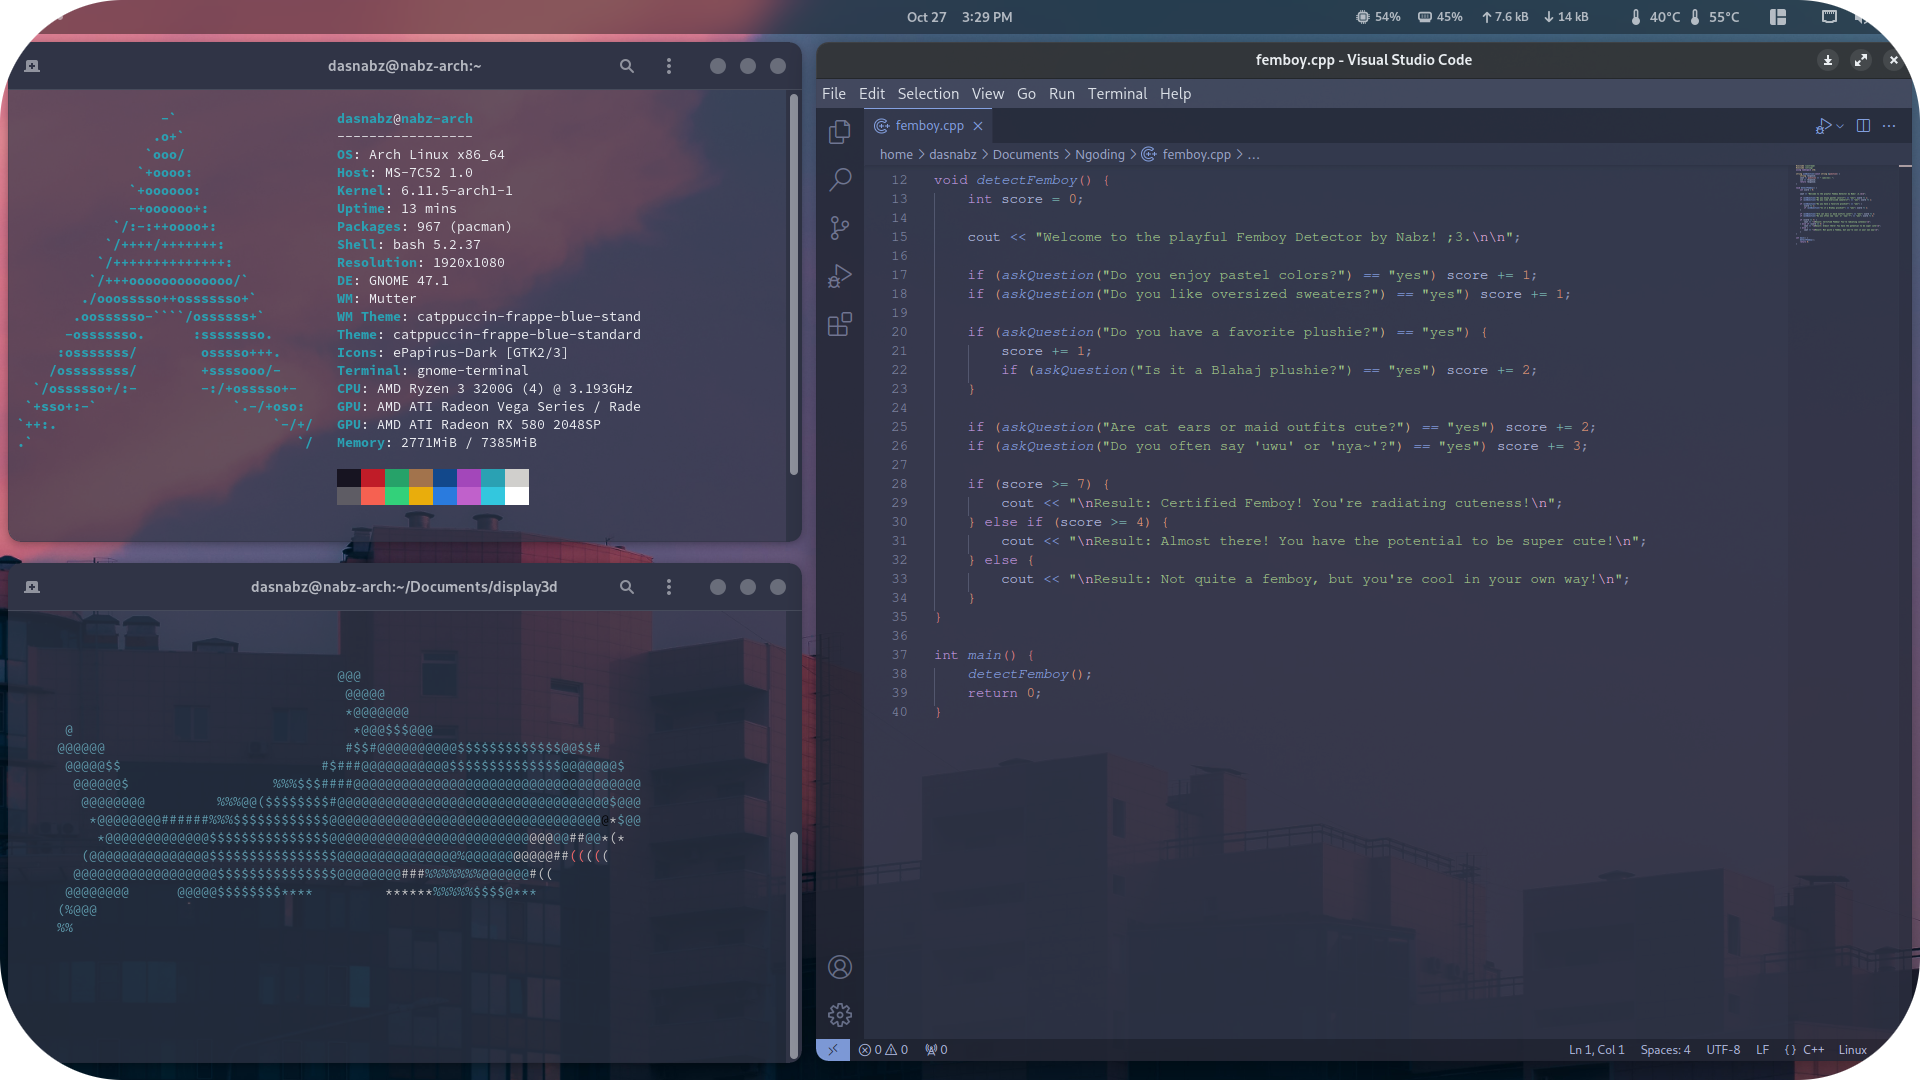 Oct 27 3:29 PM
54% 45% 7.6 kB 14 kB 40°C 55°C
dasnabz@nabz-arch:~
dasnabz@nabz-arch
-----------------
OS: Arch Linux x86_64
Host: MS-7C52 1.0
Kernel: 6.11.5-arch1-1
Uptime: 13 mins
Packages: 967 (pacman)
Shell: bash 5.2.37
Resolution: 1920x1080
DE: GNOME 47.1
WM: Mutter
WM Theme: catppuccin-frappe-blue-stand
Theme: catppuccin-frappe-blue-standard
Icons: ePapirus-Dark [GTK2/3]
Terminal: gnome-terminal
CPU: AMD Ryzen 3 3200G (4) @ 3.193GHz
GPU: AMD ATI Radeon Vega Series / Rade
GPU: AMD ATI Radeon RX 580 2048SP
Memory: 2771MiB / 7385MiB
dasnabz@nabz-arch:~/Documents/display3d
femboy.cpp - Visual Studio Code
File Edit Selection View Go Run Terminal Help
femboy.cpp
home > dasnabz > Documents > Ngoding > femboy.cpp > ...
12 void detectFemboy() {
13     int score = 0;
14
15     cout << "Welcome to the playful Femboy Detector by Nabz! ;3.\n\n";
16
17     if (askQuestion("Do you enjoy pastel colors?") == "yes") score += 1;
18     if (askQuestion("Do you like oversized sweaters?") == "yes") score += 1;
19
20     if (askQuestion("Do you have a favorite plushie?") == "yes") {
21         score += 1;
22         if (askQuestion("Is it a Blahaj plushie?") == "yes") score += 2;
23     }
24
25     if (askQuestion("Are cat ears or maid outfits cute?") == "yes") score += 2;
26     if (askQuestion("Do you often say 'uwu' or 'nya~'?") == "yes") score += 3;
27
28     if (score >= 7) {
29         cout << "\nResult: Certified Femboy! You're radiating cuteness!\n";
30     } else if (score >= 4) {
31         cout << "\nResult: Almost there! You have the potential to be super cute!\n";
32     } else {
33         cout << "\nResult: Not quite a femboy, but you're cool in your own way!\n";
34     }
35 }
36
37 int main() {
38     detectFemboy();
39     return 0;
40 }
0 0 0
Ln 1, Col 1 Spaces: 4 UTF-8 LF {} C++ Linux